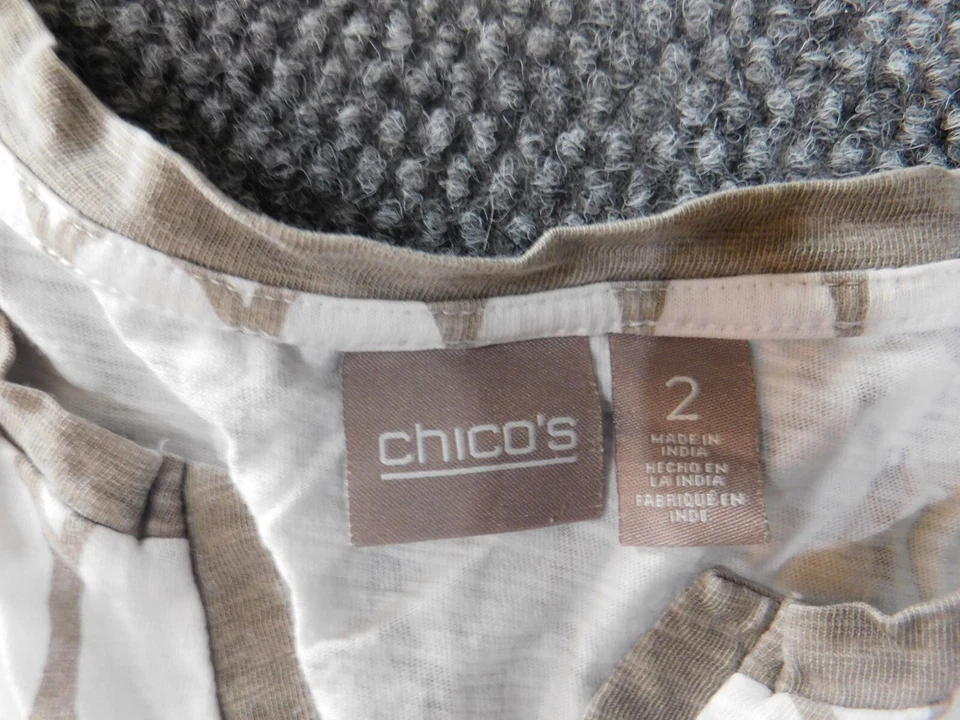 chico's
2
MADE IN
INDIA
HECHO EN
LA INDIA
FABRIQUÉ EN
INDE